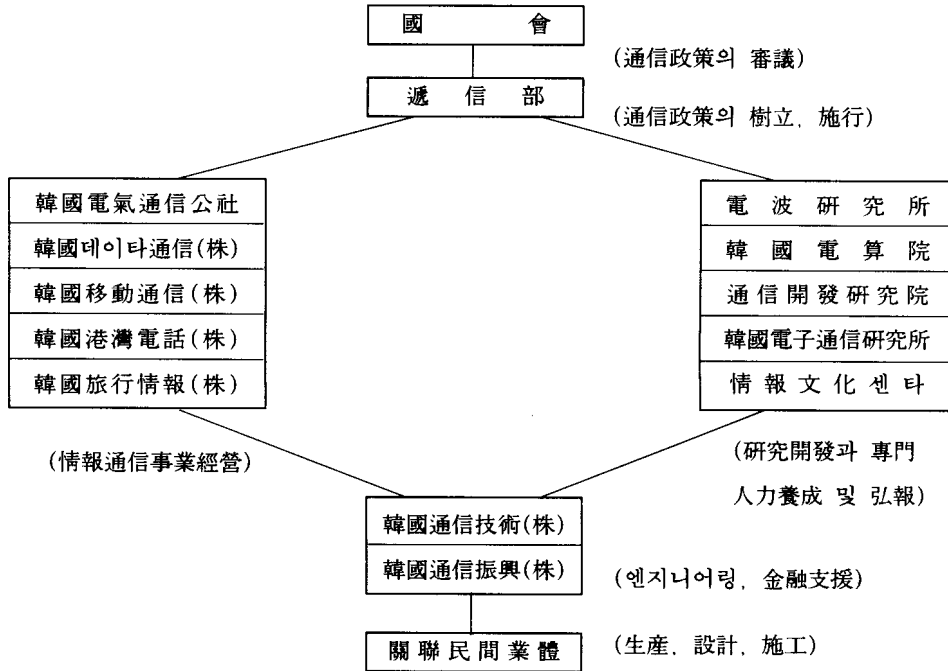 國 會
(通信政策의 審議)
遞 信 部
(通信政策의 樹立, 施行)
韓國電氣通信公社
韓國데이타通信(株)
韓國移動通信(株)
韓國港灣電話(株)
韓國旅行情報(株)
(情報通信事業經營)
電 波 硏 究 所
韓 國 電 算 院
通信開發硏究院
韓國電子通信硏究所
情報文化센타
(硏究開發과 專門
人力養成 및 弘報)
韓國通信技術(株)
韓國通信振興(株)
(엔지니어링, 金融支援)
關聯民間業體
(生産, 設計, 施工)